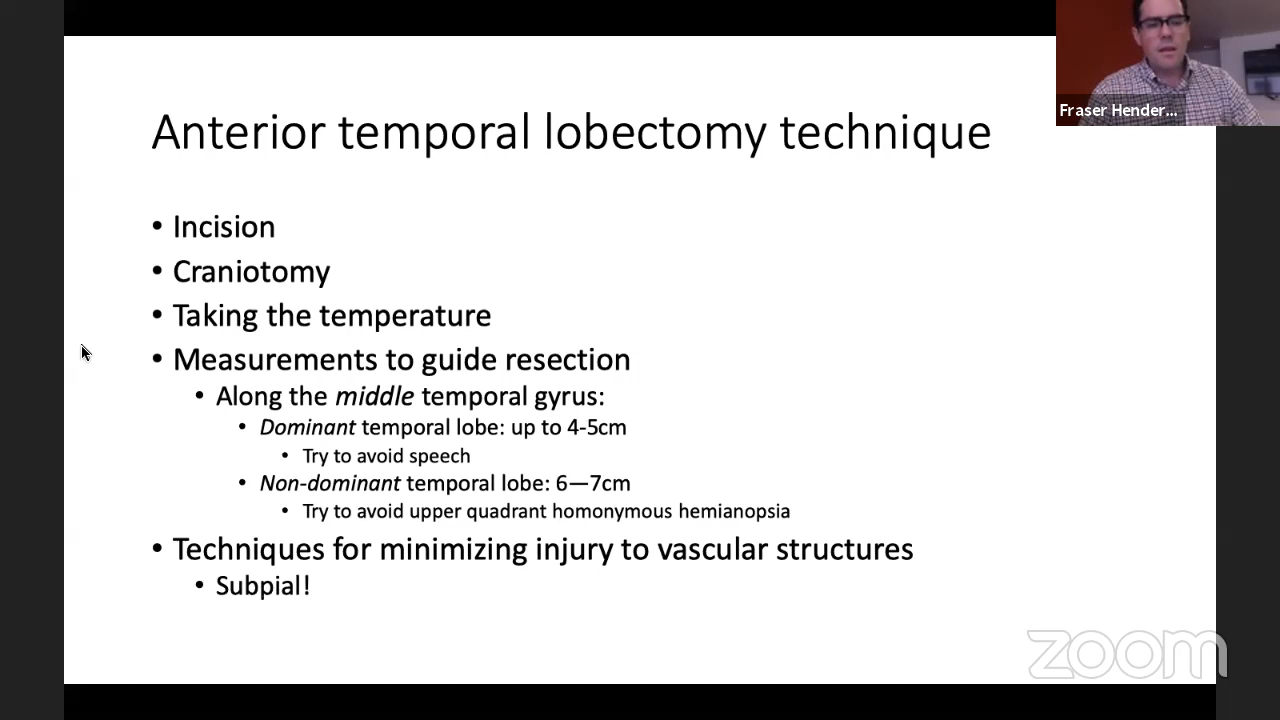 Fraser Hender...
Anterior temporal lobectomy technique
• Incision
• Craniotomy
• Taking the temperature
• Measurements to guide resection
• Along the middle temporal gyrus:
• Dominant temporal lobe: up to 4-5cm
• Try to avoid speech
• Non-dominant temporal lobe: 6—7cm
• Try to avoid upper quadrant homonymous hemianopsia
• Techniques for minimizing injury to vascular structures
• Subpial!
zoom